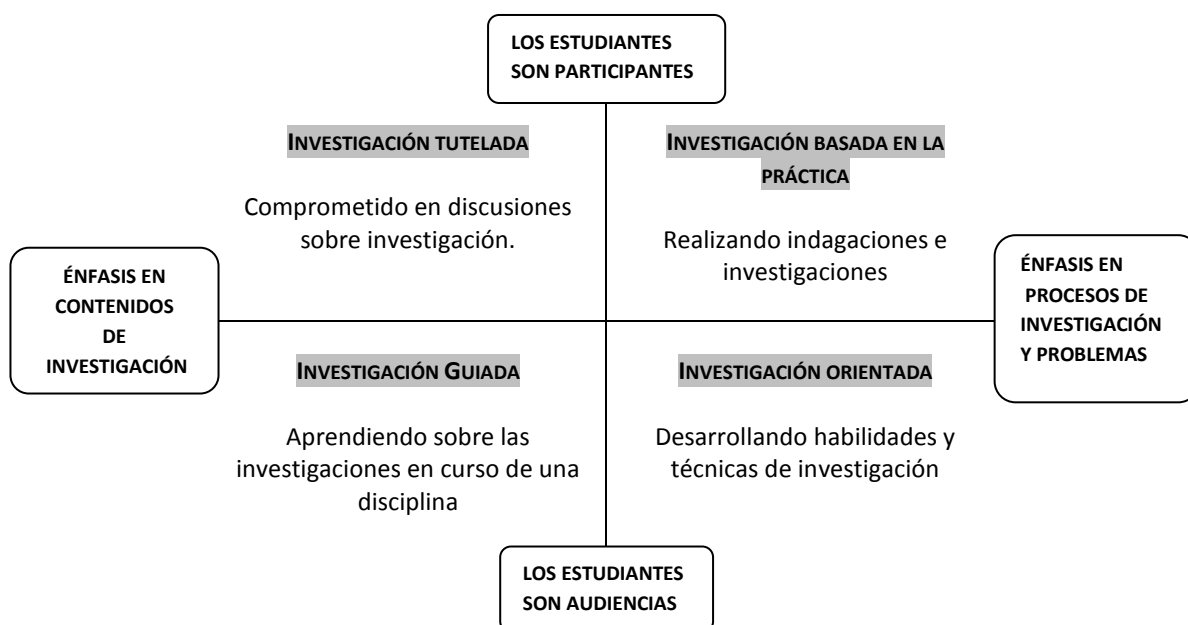 LOS ESTUDIANTES
SON PARTICIPANTES
INVESTIGACIÓN TUTELADA
Comprometido en discusiones
sobre investigación.
INVESTIGACIÓN BASADA EN LA
PRÁCTICA
Realizando indagaciones e
investigaciones
ÉNFASIS EN
CONTENIDOS
DE
INVESTIGACIÓN
ÉNFASIS EN
PROCESOS DE
INVESTIGACIÓN
Y PROBLEMAS
INVESTIGACIÓN GUIADA
Aprendiendo sobre las
investigaciones en curso de una
disciplina
INVESTIGACIÓN ORIENTADA
Desarrollando habilidades y
técnicas de investigación
LOS ESTUDIANTES
SON AUDIENCIAS